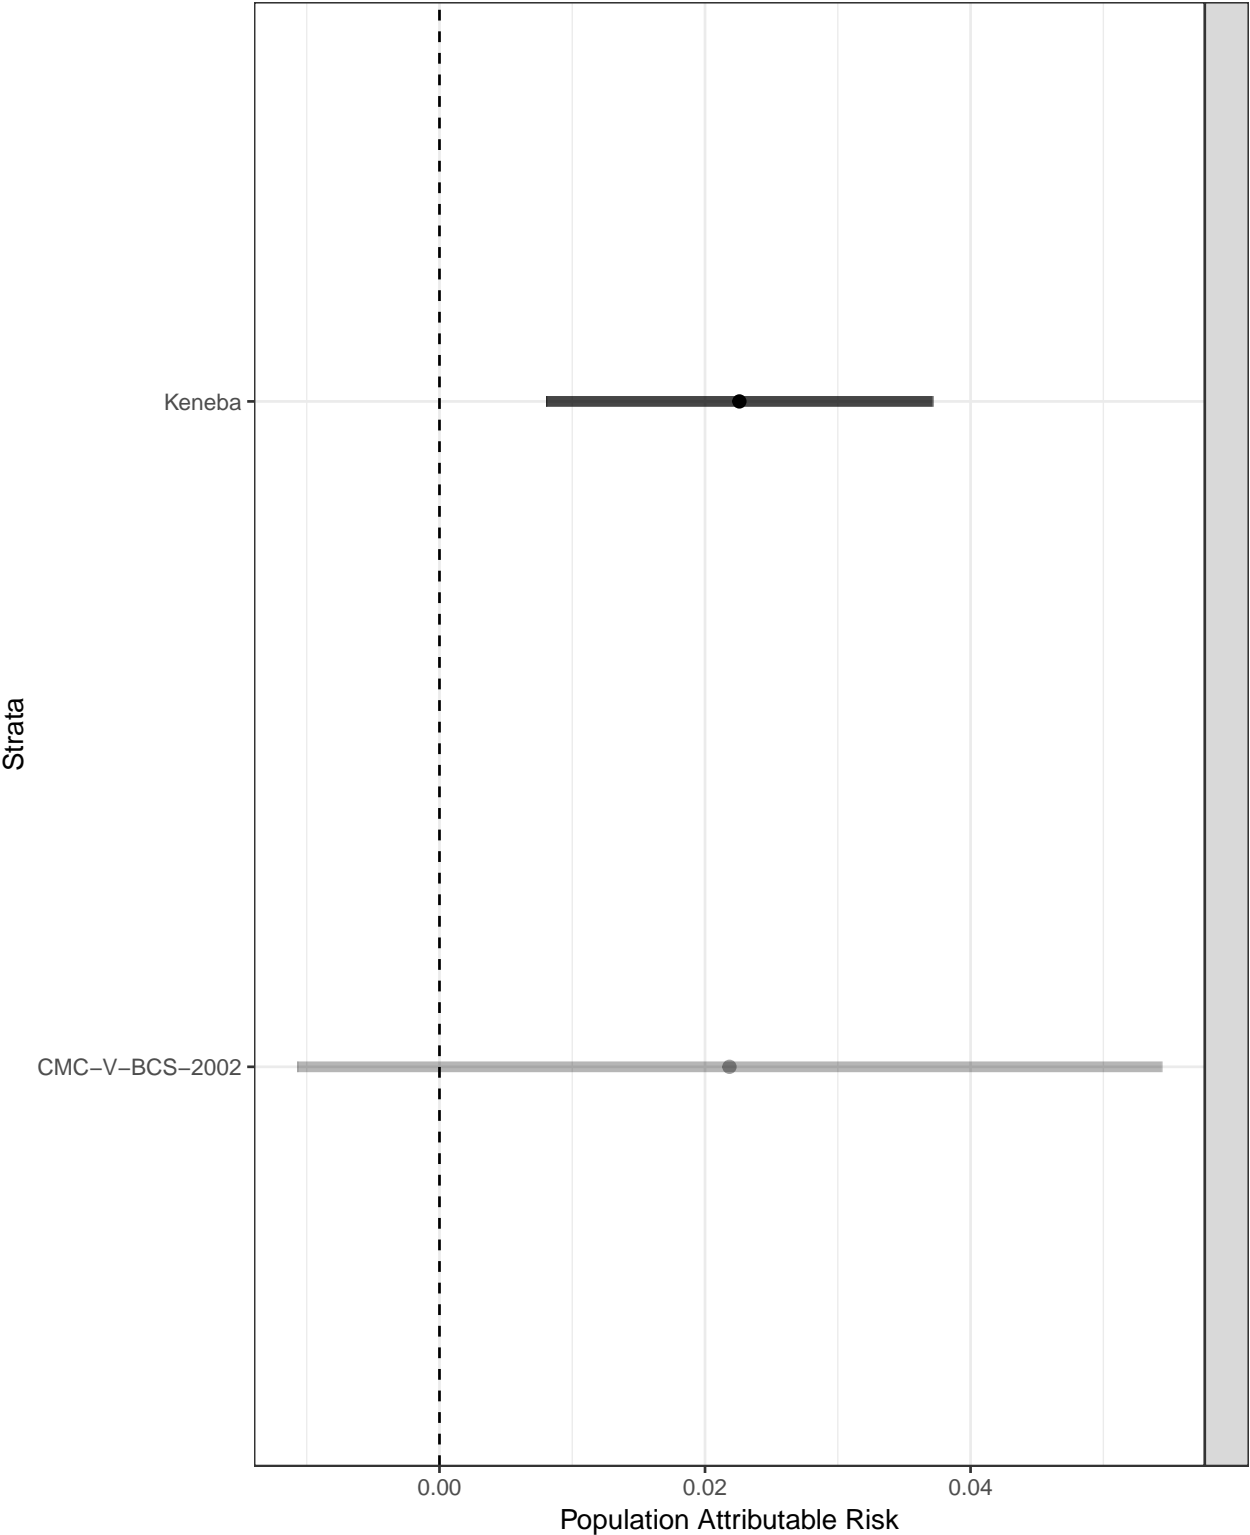 Strata
Keneba
CMC−V−BCS−2002
0.00
0.02
0.04
Population Attributable Risk